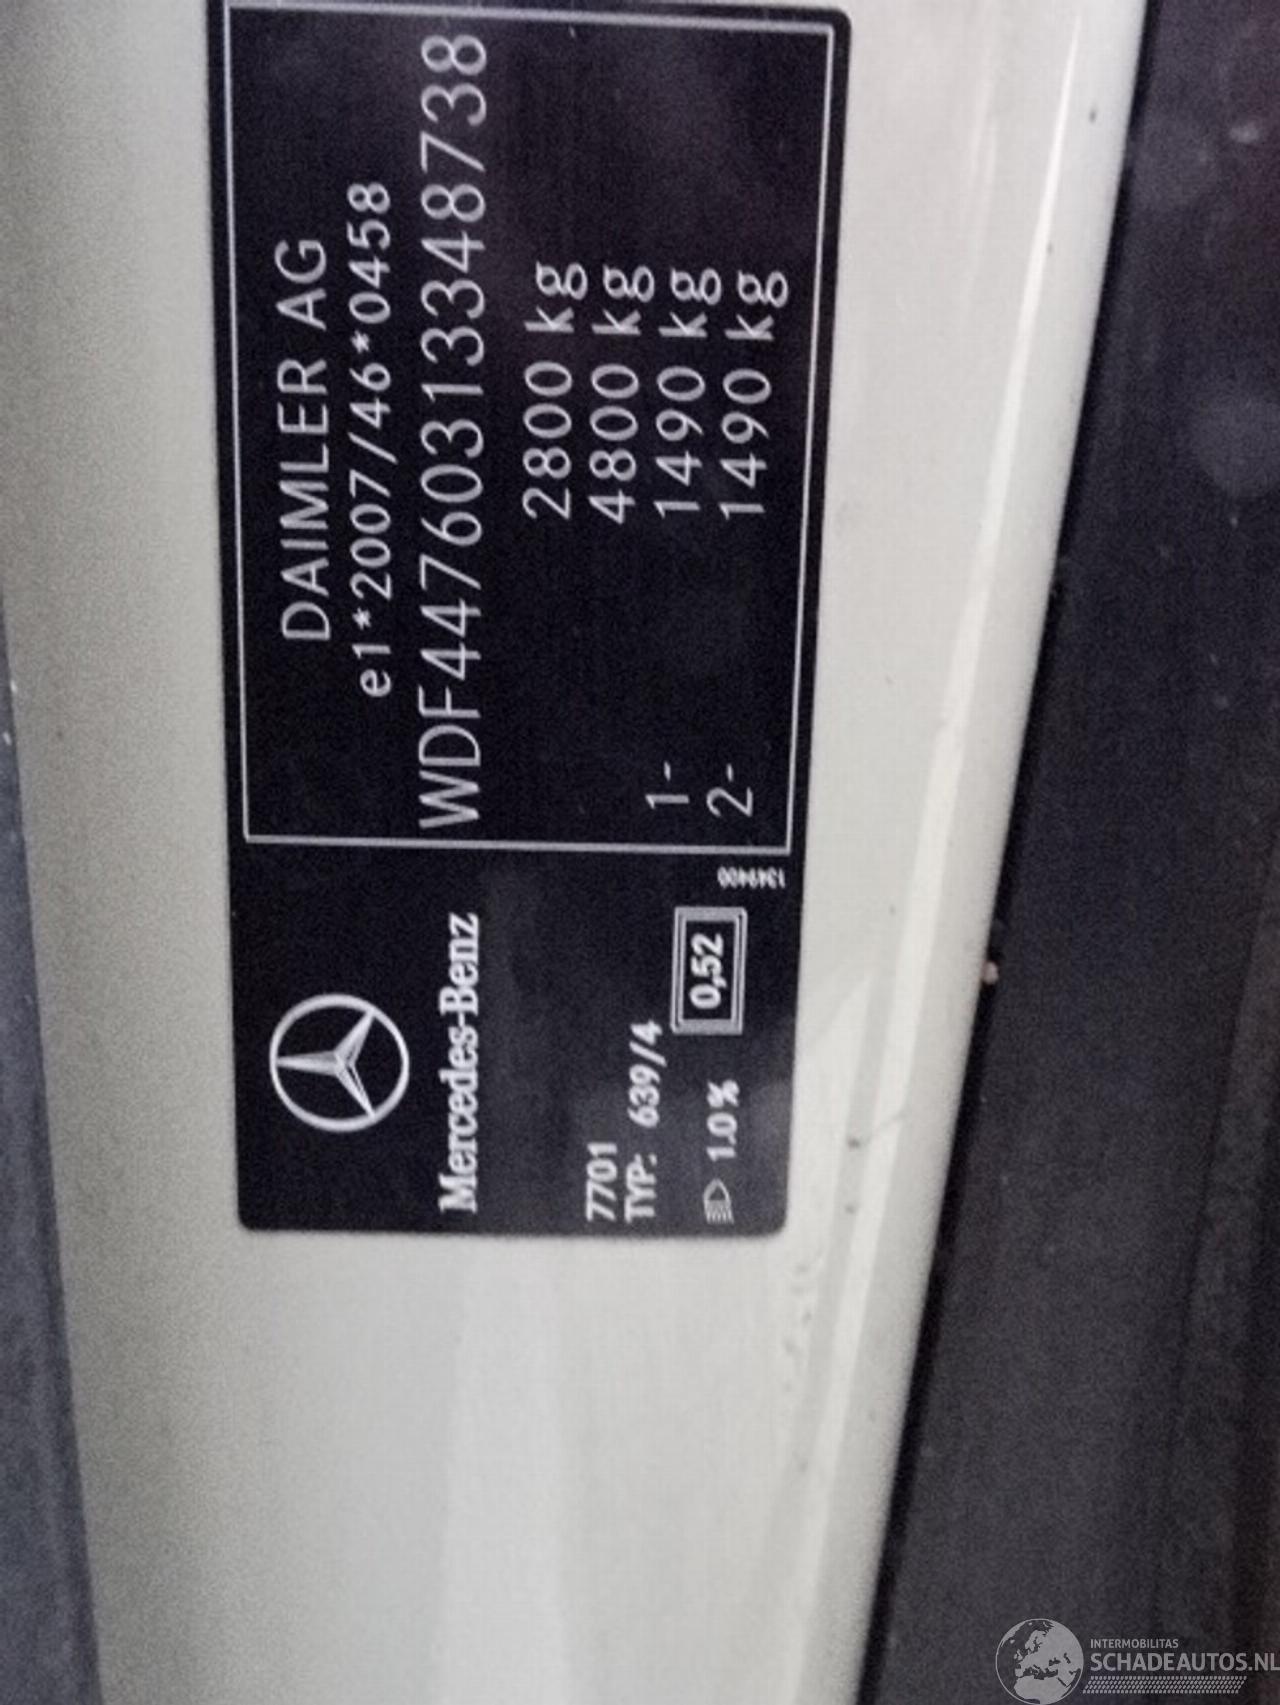 Mercedes-Benz
7701
TYP: 639/4
1.0% 0,52
1349400
DAIMLER AG
e1*2007/46*0458
WDF44760313348738
2800 kg
4800 kg
1- 1490 kg
2- 1490 kg
INTERMOBILITAS
SCHADEAUTOS.NL